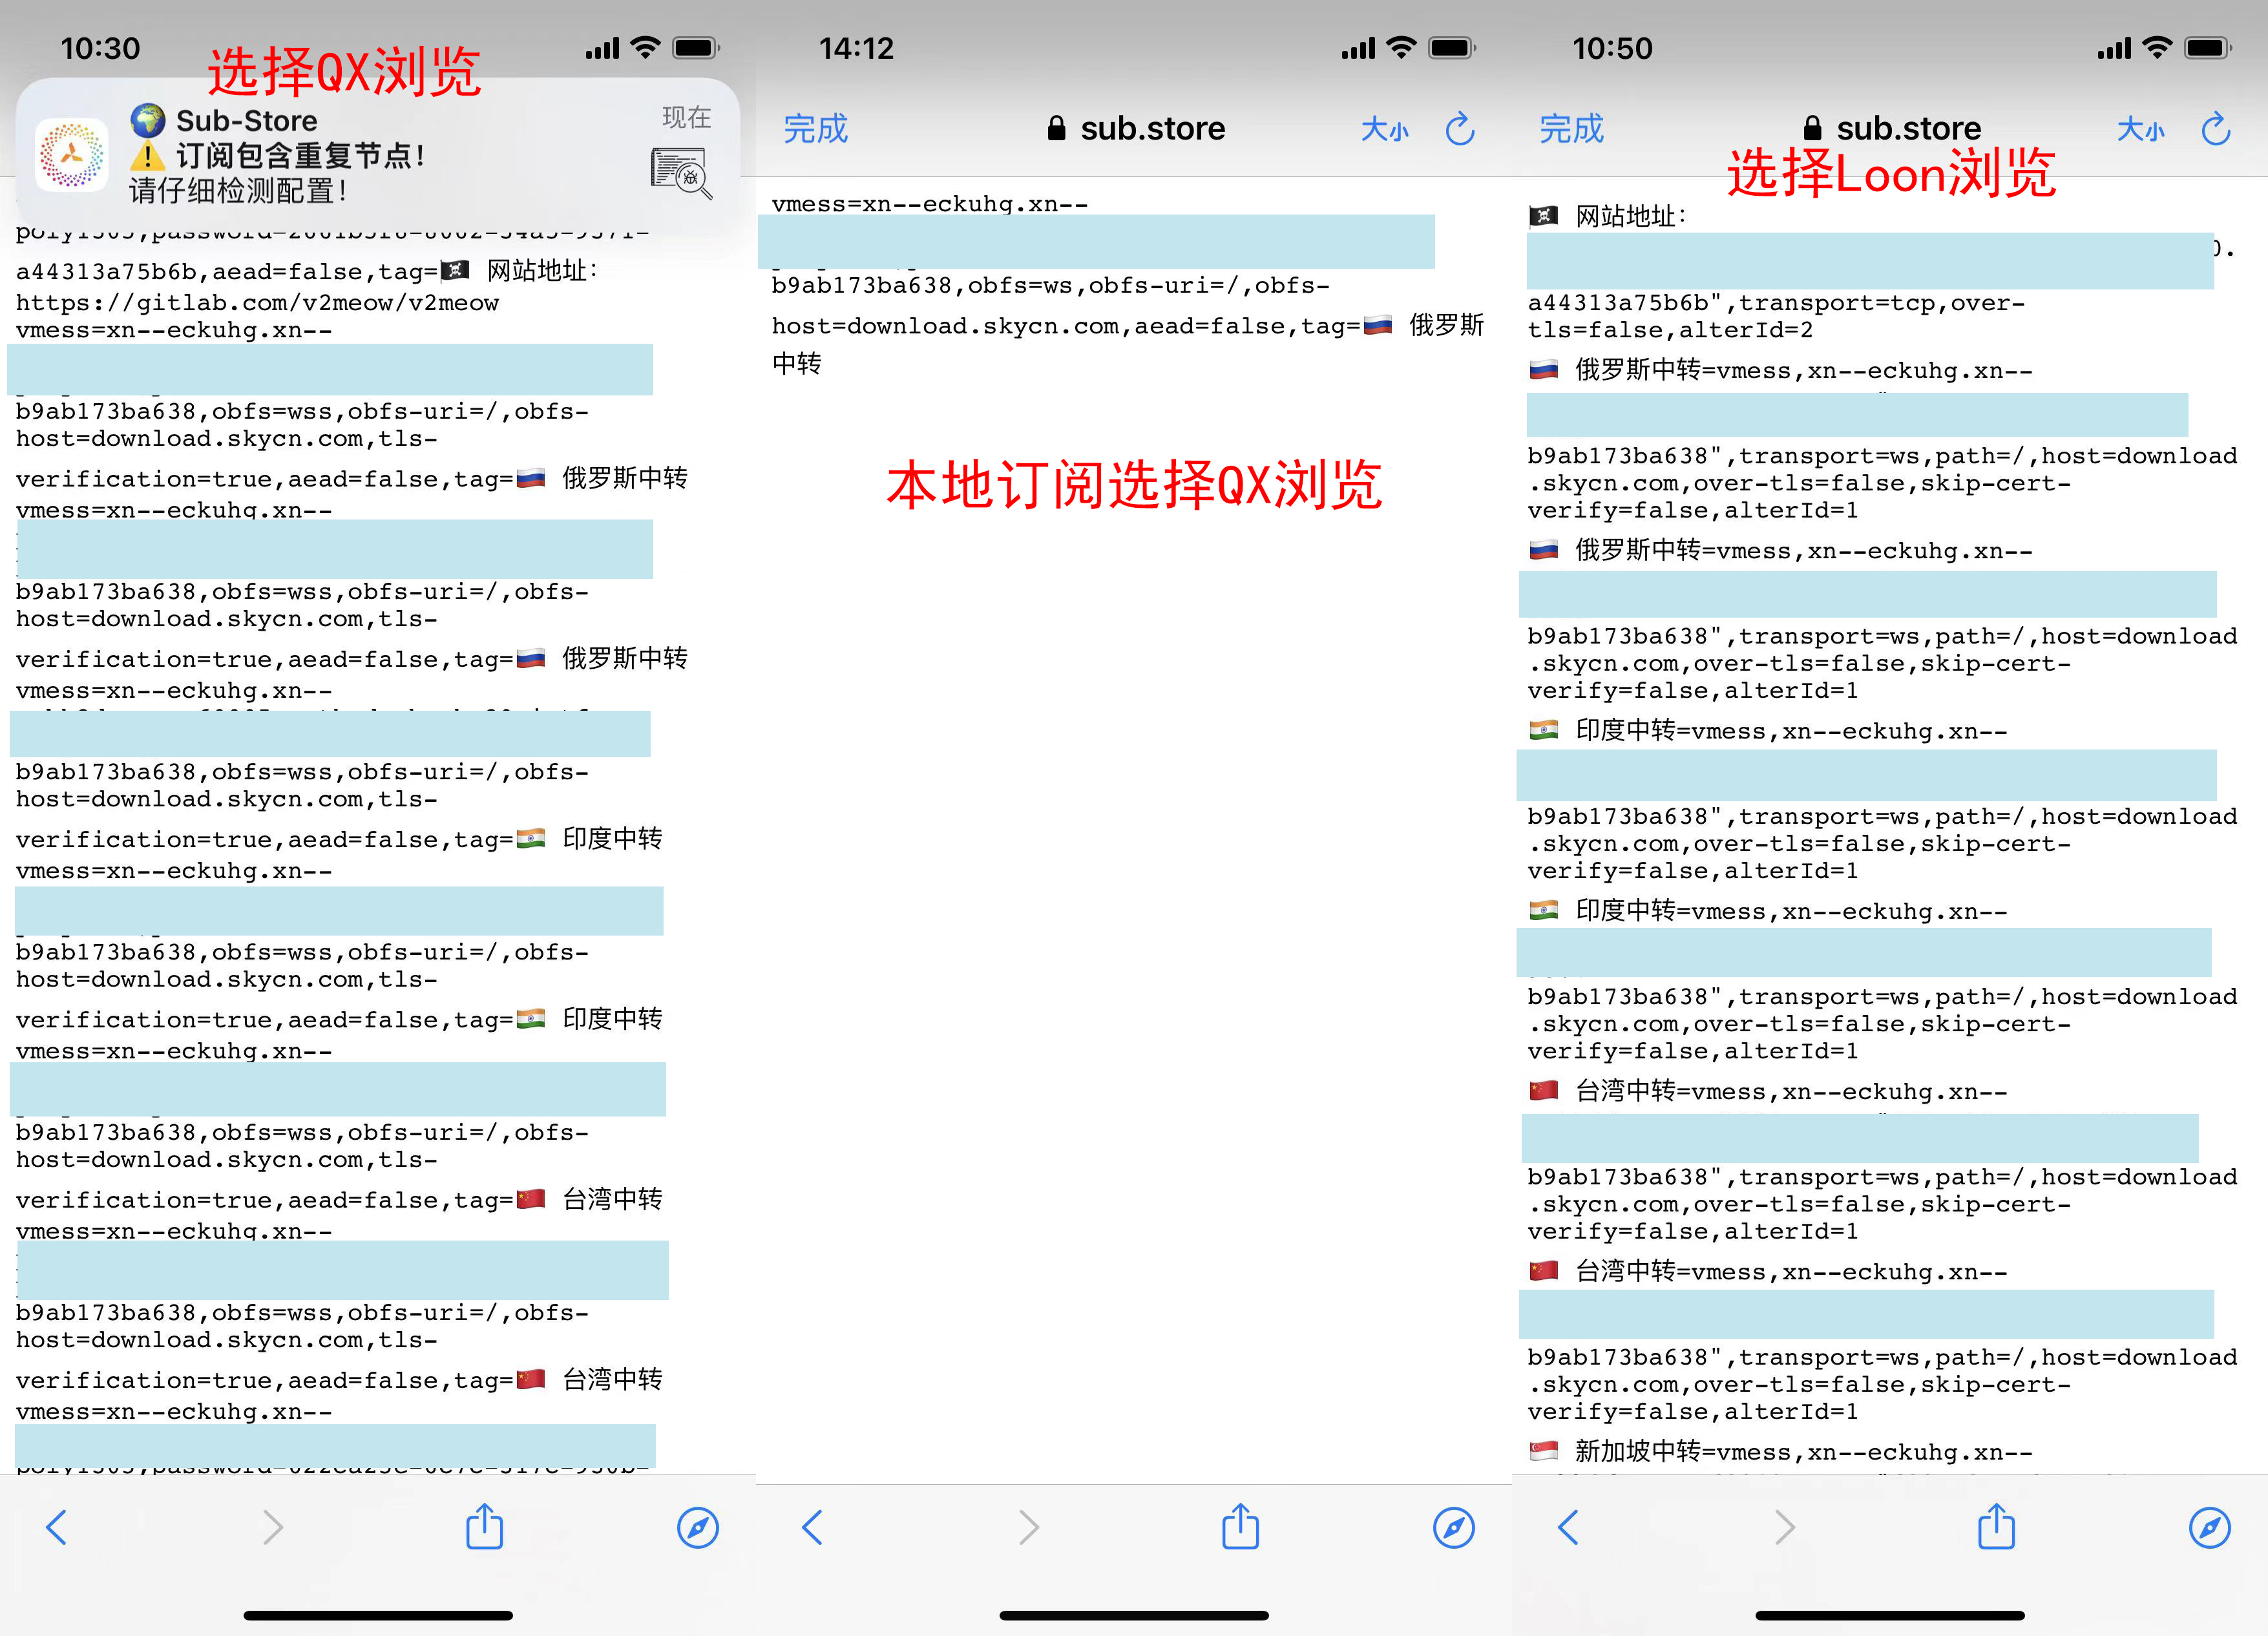 10:30
选择QX浏览
Sub-Store
现在
订阅包含重复节点！
请仔细检测配置！
a44313a75b6b,aead=false,tag=🏴‍☠️ 网站地址：
https://gitlab.com/v2meow/v2meow
vmess=xn--eckuhg.xn--
b9ab173ba638,obfs=wss,obfs-uri=/,obfs-
host=download.skycn.com,tls-
verification=true,aead=false,tag=🇷🇺 俄罗斯中转
vmess=xn--eckuhg.xn--
b9ab173ba638,obfs=wss,obfs-uri=/,obfs-
host=download.skycn.com,tls-
verification=true,aead=false,tag=🇷🇺 俄罗斯中转
vmess=xn--eckuhg.xn--
b9ab173ba638,obfs=wss,obfs-uri=/,obfs-
host=download.skycn.com,tls-
verification=true,aead=false,tag=🇮🇳 印度中转
vmess=xn--eckuhg.xn--
b9ab173ba638,obfs=wss,obfs-uri=/,obfs-
host=download.skycn.com,tls-
verification=true,aead=false,tag=🇮🇳 印度中转
vmess=xn--eckuhg.xn--
b9ab173ba638,obfs=wss,obfs-uri=/,obfs-
host=download.skycn.com,tls-
verification=true,aead=false,tag=🇨🇳 台湾中转
vmess=xn--eckuhg.xn--
b9ab173ba638,obfs=wss,obfs-uri=/,obfs-
host=download.skycn.com,tls-
verification=true,aead=false,tag=🇨🇳 台湾中转
vmess=xn--eckuhg.xn--
14:12
完成 sub.store 大小
vmess=xn--eckuhg.xn--
b9ab173ba638,obfs=ws,obfs-uri=/,obfs-
host=download.skycn.com,aead=false,tag=🇷🇺 俄罗斯
中转
本地订阅选择QX浏览
10:50
完成 sub.store 大小
选择Loon浏览
🏴‍☠️ 网站地址：
a44313a75b6b",transport=tcp,over-
tls=false,alterId=2
🇷🇺 俄罗斯中转=vmess,xn--eckuhg.xn--
b9ab173ba638",transport=ws,path=/,host=download
.skycn.com,over-tls=false,skip-cert-
verify=false,alterId=1
🇷🇺 俄罗斯中转=vmess,xn--eckuhg.xn--
b9ab173ba638",transport=ws,path=/,host=download
.skycn.com,over-tls=false,skip-cert-
verify=false,alterId=1
🇮🇳 印度中转=vmess,xn--eckuhg.xn--
b9ab173ba638",transport=ws,path=/,host=download
.skycn.com,over-tls=false,skip-cert-
verify=false,alterId=1
🇮🇳 印度中转=vmess,xn--eckuhg.xn--
b9ab173ba638",transport=ws,path=/,host=download
.skycn.com,over-tls=false,skip-cert-
verify=false,alterId=1
🇨🇳 台湾中转=vmess,xn--eckuhg.xn--
b9ab173ba638",transport=ws,path=/,host=download
.skycn.com,over-tls=false,skip-cert-
verify=false,alterId=1
🇨🇳 台湾中转=vmess,xn--eckuhg.xn--
b9ab173ba638",transport=ws,path=/,host=download
.skycn.com,over-tls=false,skip-cert-
verify=false,alterId=1
🇸🇬 新加坡中转=vmess,xn--eckuhg.xn--